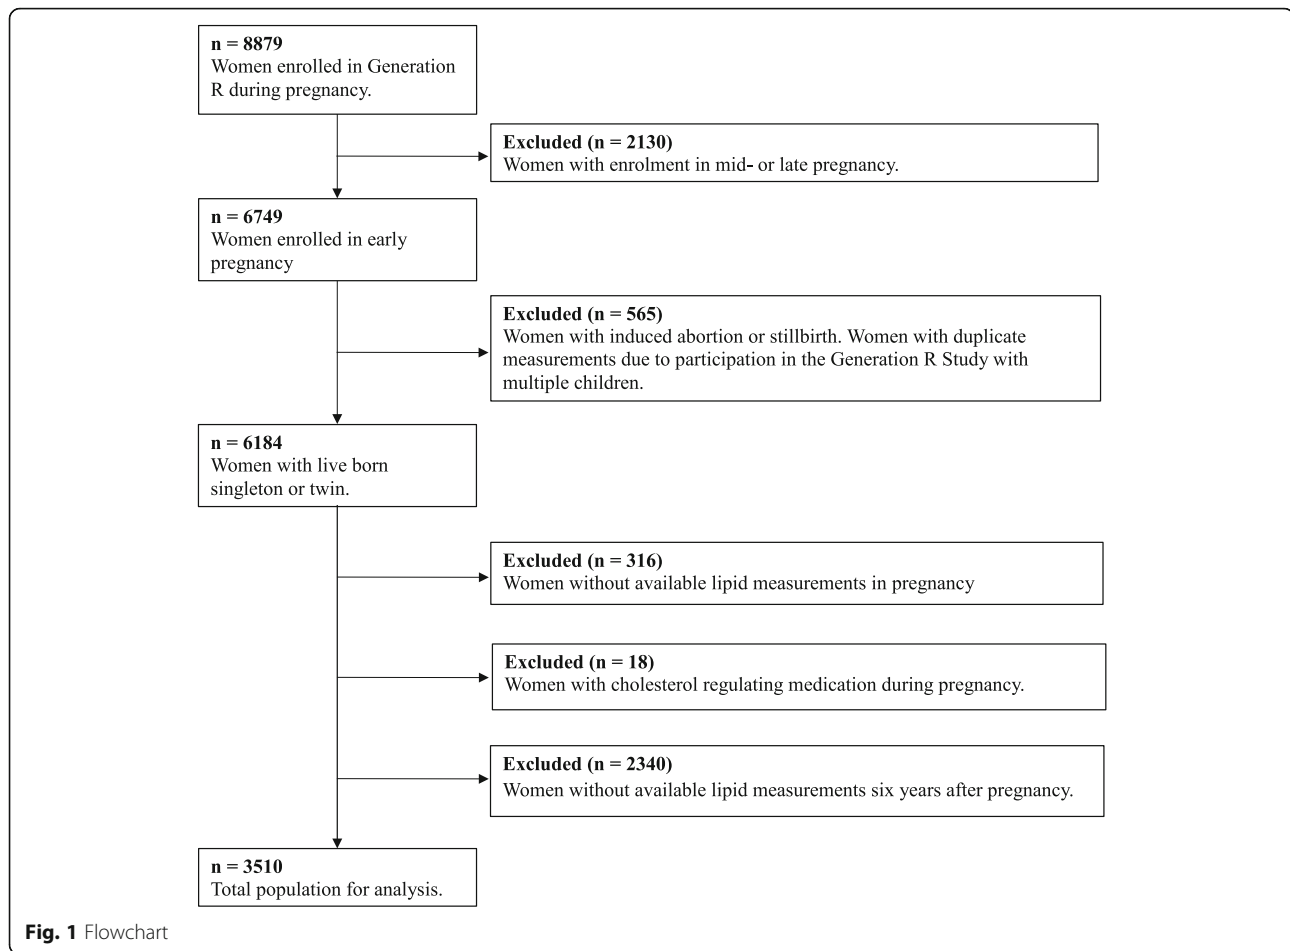 n = 8879
Women enrolled in Generation
R during pregnancy.
Excluded (n = 2130)
Women with enrolment in mid- or late pregnancy.
n = 6749
Women enrolled in early
pregnancy
Excluded (n = 565)
Women with induced abortion or stillbirth. Women with duplicate
measurements due to participation in the Generation R Study with
multiple children.
n = 6184
Women with live born
singleton or twin.
Excluded (n = 316)
Women without available lipid measurements in pregnancy
Excluded (n = 18)
Women with cholesterol regulating medication during pregnancy.
Excluded (n = 2340)
Women without available lipid measurements six years after pregnancy.
n = 3510
Total population for analysis.
Fig. 1 Flowchart